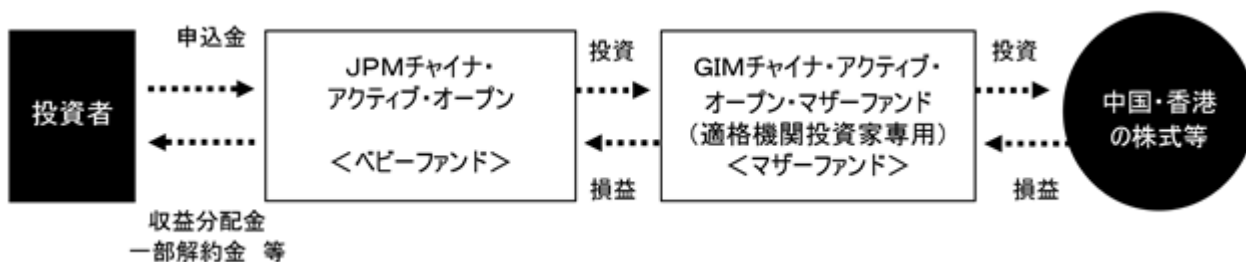 投資者
申込金
収益分配金
一部解約金 等
JPMチャイナ・
アクティブ・オープン
＜ベビーファンド＞
投資
損益
GIMチャイナ・アクティブ・
オープン・マザーファンド
（適格機関投資家専用）
＜マザーファンド＞
投資
損益
中国・香港
の株式等